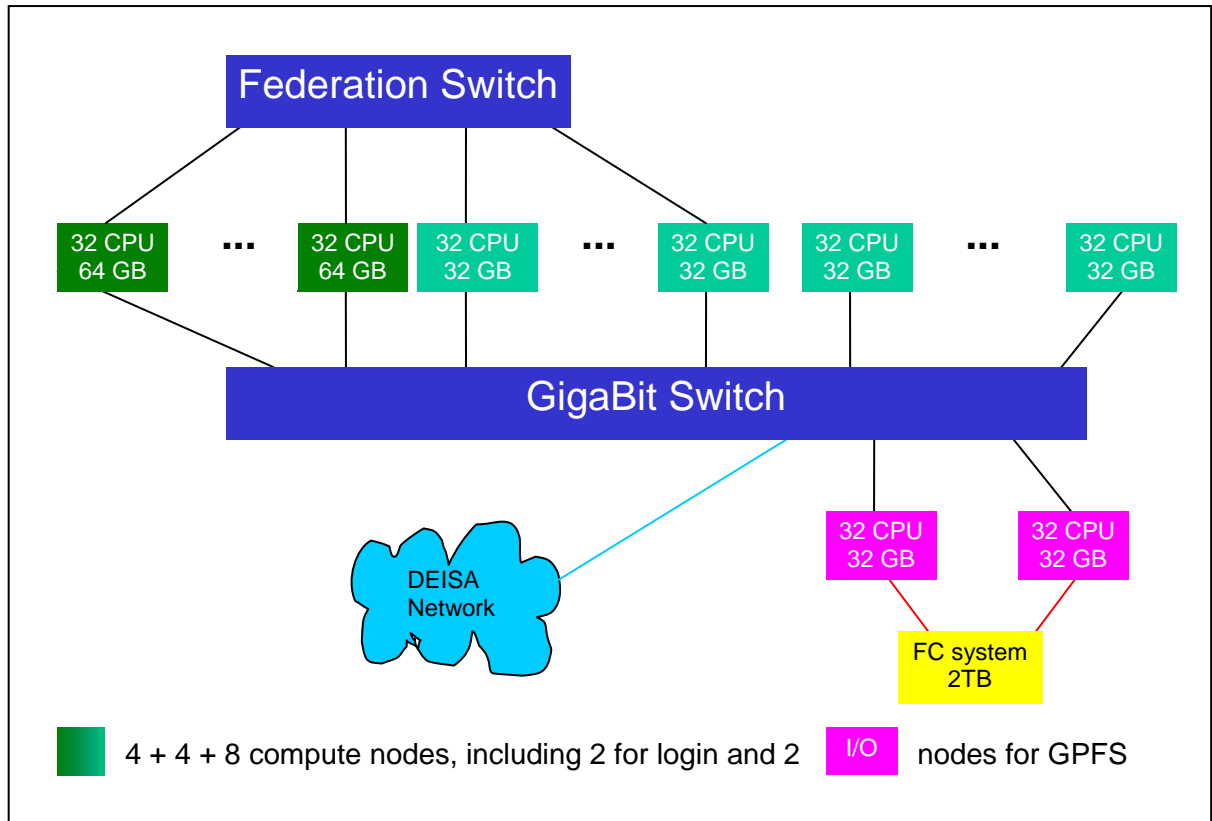 Federation Switch
32 CPU
64 GB
...
32 CPU
64 GB
32 CPU
32 GB
...
32 CPU
32 GB
32 CPU
32 GB
...
32 CPU
32 GB
GigaBit Switch
32 CPU
32 GB
32 CPU
32 GB
DEISA
Network
FC system
2TB
4 + 4 + 8 compute nodes, including 2 for login and 2 I/O nodes for GPFS